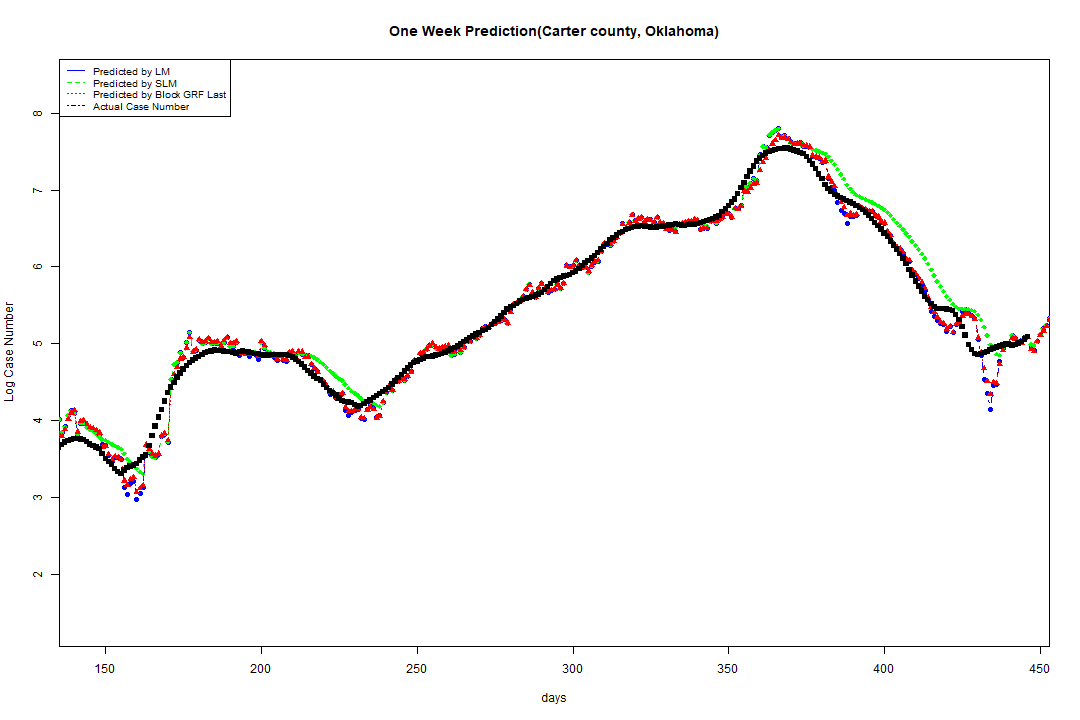 One Week Prediction(Carter county, Oklahoma)
Predicted by LM
Predicted by SLM
Predicted by Block GRF Last
Actual Case Number
8
7
6
5
4
3
2
Log Case Number
150 200 250 300 350 400 450
days